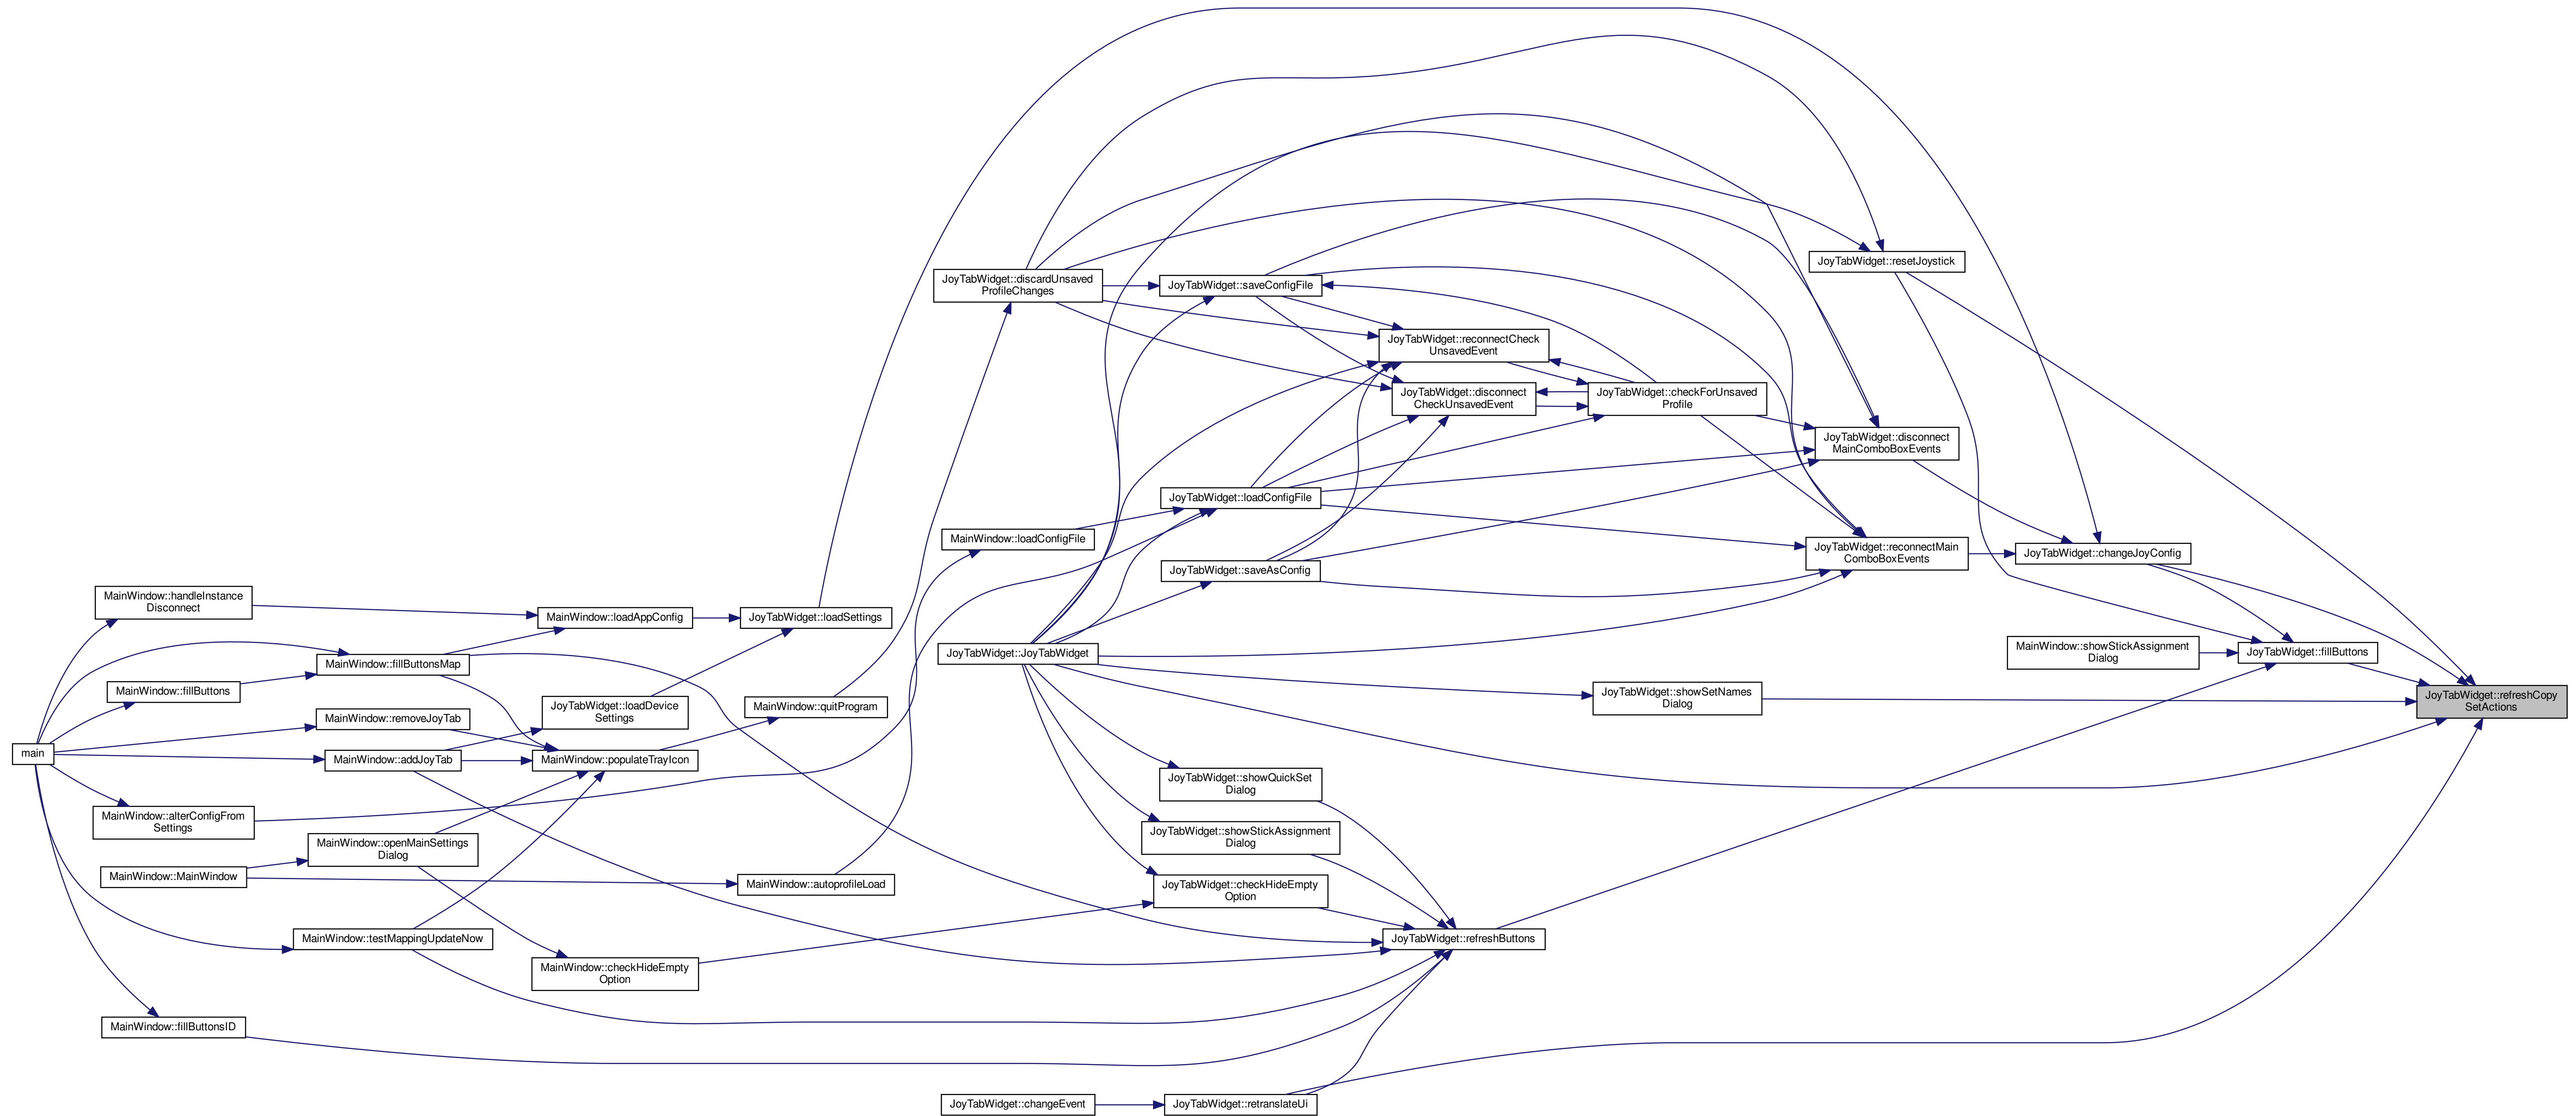 JoyTabWidget::resetJoystick
JoyTabWidget::discardUnsaved
ProfileChanges
JoyTabWidget::saveConfigFile
JoyTabWidget::reconnectCheck
UnsavedEvent
JoyTabWidget::disconnect
CheckUnsavedEvent
JoyTabWidget::checkForUnsaved
Profile
JoyTabWidget::disconnect
MainComboBoxEvents
JoyTabWidget::loadConfigFile
MainWindow::loadConfigFile
JoyTabWidget::reconnectMain
ComboBoxEvents
JoyTabWidget::changeJoyConfig
JoyTabWidget::saveAsConfig
MainWindow::handleInstance
Disconnect
MainWindow::loadAppConfig
JoyTabWidget::loadSettings
JoyTabWidget::JoyTabWidget
MainWindow::showStickAssignment
Dialog
JoyTabWidget::fillButtons
MainWindow::fillButtonsMap
MainWindow::fillButtons
JoyTabWidget::loadDevice
Settings
MainWindow::quitProgram
JoyTabWidget::showSetNames
Dialog
JoyTabWidget::refreshCopy
SetActions
MainWindow::removeJoyTab
main
MainWindow::addJoyTab
MainWindow::populateTrayIcon
JoyTabWidget::showQuickSet
Dialog
MainWindow::alterConfigFrom
Settings
JoyTabWidget::showStickAssignment
Dialog
MainWindow::openMainSettings
Dialog
MainWindow::MainWindow
MainWindow::autoprofileLoad
JoyTabWidget::checkHideEmpty
Option
MainWindow::testMappingUpdateNow
JoyTabWidget::refreshButtons
MainWindow::checkHideEmpty
Option
MainWindow::fillButtonsID
JoyTabWidget::changeEvent
JoyTabWidget::retranslateUi